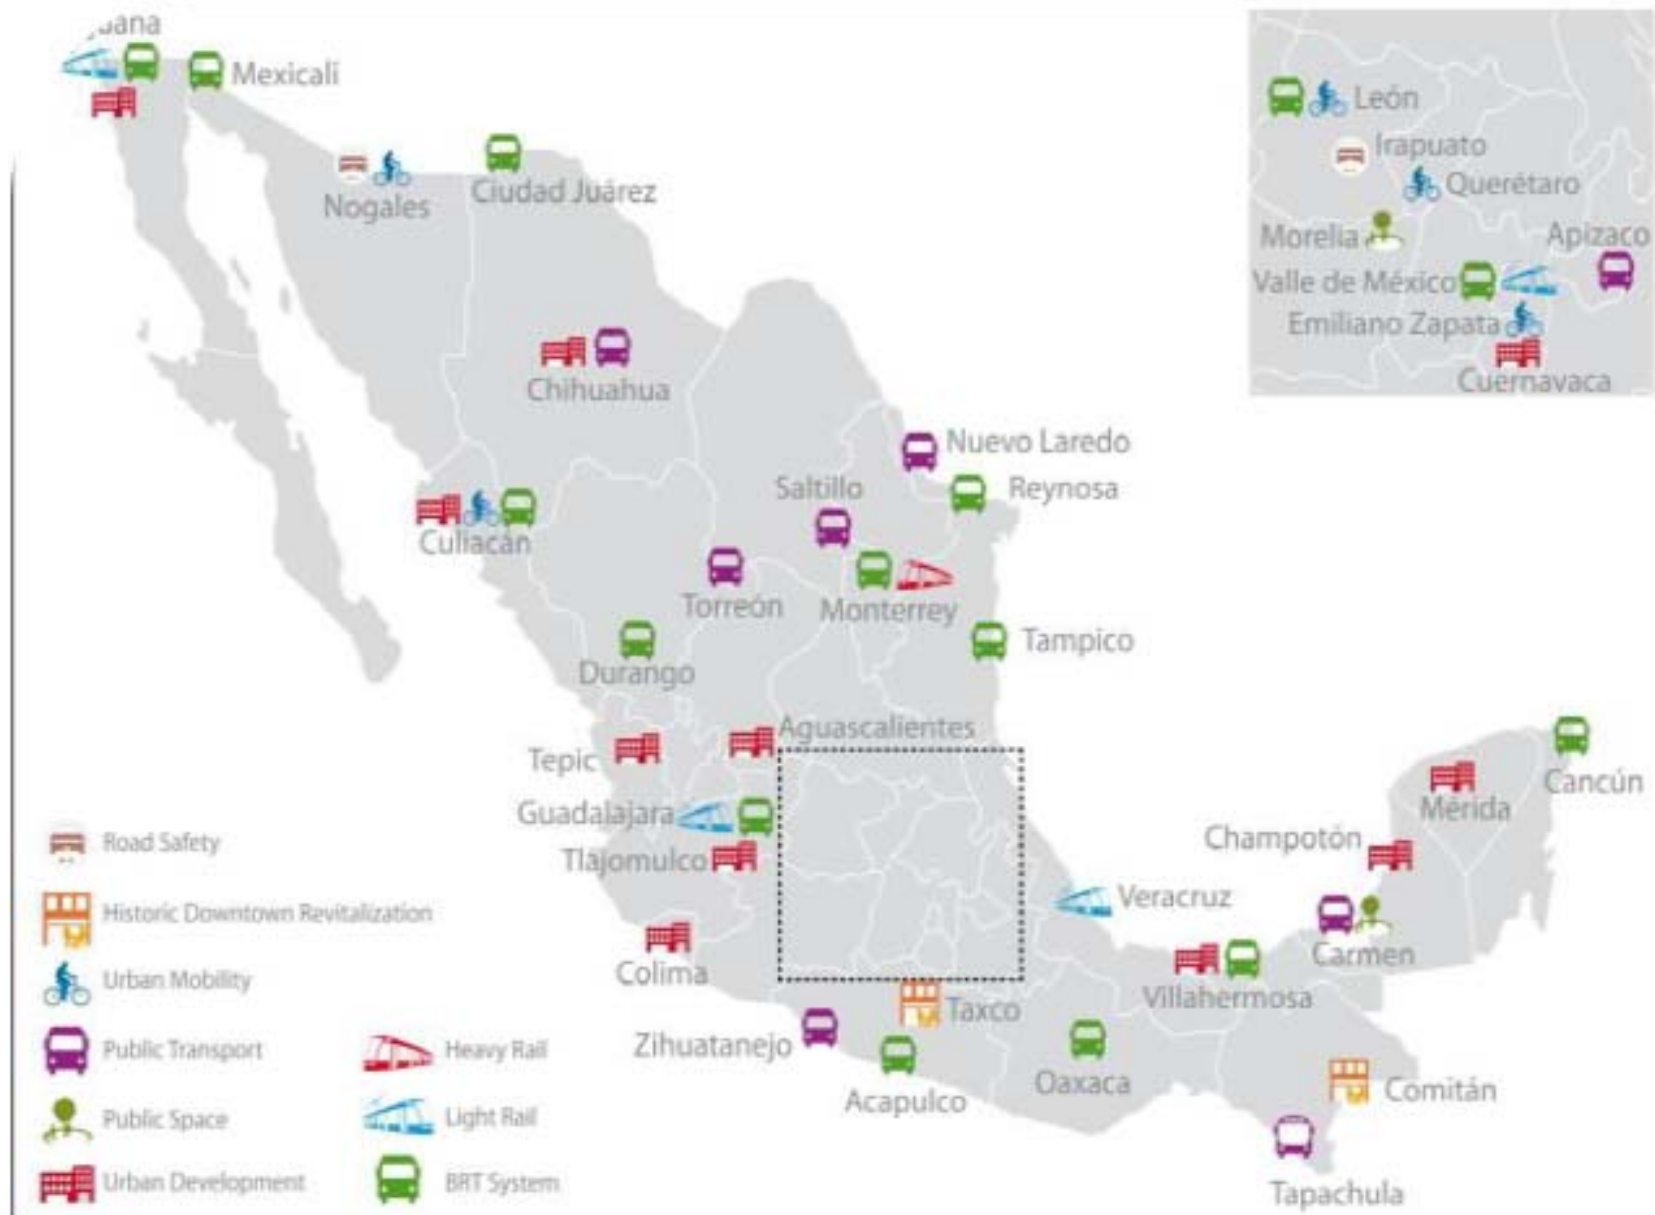 Mexicali
León
Irapuato
Querétaro
Nogales
Ciudad Juárez
Morelia
Apizaco
Valle de México
Emiliano Zapata
Cuernavaca
Chihuahua
Nuevo Laredo
Saltillo
Reynosa
Culiacán
Torreón
Monterrey
Tampico
Durango
Aguascalientes
Tepic
Cancún
Mérida
Guadalajara
Champotón
Tlajomulco
Veracruz
Carmen
Colima
Villahermosa
Taxco
Zihuatanejo
Acapulco
Oaxaca
Comitán
Tapachula
Road Safety
Historic Downtown Revitalization
Urban Mobility
Public Transport
Public Space
Urban Development
Heavy Rail
Light Rail
BRT System